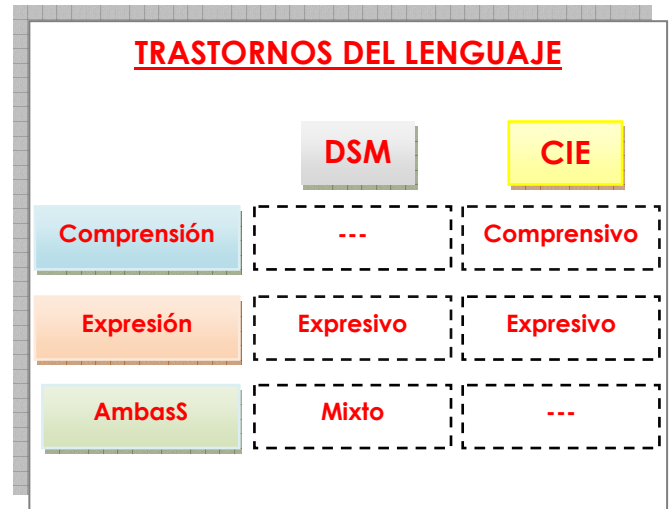 TRASTORNOS DEL LENGUAJE
DSM CIE
Comprensión --- Comprensivo
Expresión Expresivo Expresivo
AmbasS Mixto ---